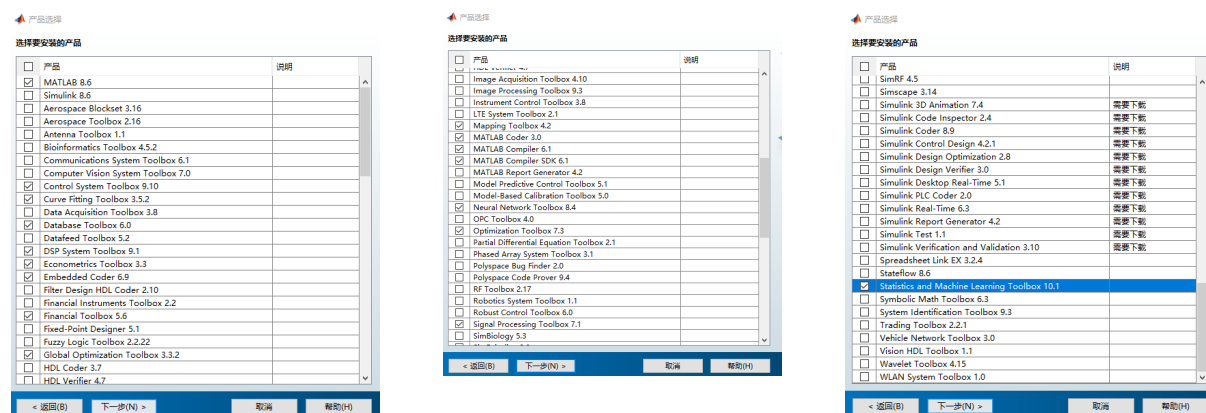 产品选择
选择要安装的产品
产品 说明
MATLAB 8.6
Simulink 8.6
Aerospace Blockset 3.16
Aerospace Toolbox 2.16
Antenna Toolbox 1.1
Bioinformatics Toolbox 4.5.2
Communications System Toolbox 6.1
Computer Vision System Toolbox 7.0
Control System Toolbox 9.10
Curve Fitting Toolbox 3.5.2
Data Acquisition Toolbox 3.8
Database Toolbox 6.0
Datafeed Toolbox 5.2
DSP System Toolbox 9.1
Econometrics Toolbox 3.3
Embedded Coder 6.9
Filter Design HDL Coder 2.10
Financial Instruments Toolbox 2.2
Financial Toolbox 5.6
Fixed-Point Designer 5.1
Fuzzy Logic Toolbox 2.2.22
Global Optimization Toolbox 3.3.2
HDL Coder 3.7
HDL Verifier 4.7
< 返回(B) 下一步(N) > 取消 帮助(H)
产品选择
选择要安装的产品
产品 说明
HDL Verifier 4.7
Image Acquisition Toolbox 4.10
Image Processing Toolbox 9.3
Instrument Control Toolbox 3.8
LTE System Toolbox 2.1
Mapping Toolbox 4.2
MATLAB Coder 3.0
MATLAB Compiler 6.1
MATLAB Compiler SDK 6.1
MATLAB Report Generator 4.2
Model Predictive Control Toolbox 5.1
Model-Based Calibration Toolbox 5.0
Neural Network Toolbox 8.4
OPC Toolbox 4.0
Optimization Toolbox 7.3
Partial Differential Equation Toolbox 2.1
Phased Array System Toolbox 3.1
Polyspace Bug Finder 2.0
Polyspace Code Prover 9.4
RF Toolbox 2.17
Robotics System Toolbox 1.1
Robust Control Toolbox 6.0
Signal Processing Toolbox 7.1
SimBiology 5.3
< 返回(B) 下一步(N) > 取消 帮助(H)
产品选择
选择要安装的产品
产品 说明
SimRF 4.5
Simscape 3.14
Simulink 3D Animation 7.4 需要下载
Simulink Code Inspector 2.4 需要下载
Simulink Coder 8.9 需要下载
Simulink Control Design 4.2.1 需要下载
Simulink Design Optimization 2.8 需要下载
Simulink Design Verifier 3.0 需要下载
Simulink Desktop Real-Time 5.1 需要下载
Simulink PLC Coder 2.0 需要下载
Simulink Real-Time 6.3 需要下载
Simulink Report Generator 4.2 需要下载
Simulink Test 1.1 需要下载
Simulink Verification and Validation 3.10 需要下载
Spreadsheet Link EX 3.2.4
Stateflow 8.6
Statistics and Machine Learning Toolbox 10.1
Symbolic Math Toolbox 6.3
System Identification Toolbox 9.3
Trading Toolbox 2.2.1
Vehicle Network Toolbox 3.0
Vision HDL Toolbox 1.1
Wavelet Toolbox 4.15
WLAN System Toolbox 1.0
< 返回(B) 下一步(N) > 取消 帮助(H)